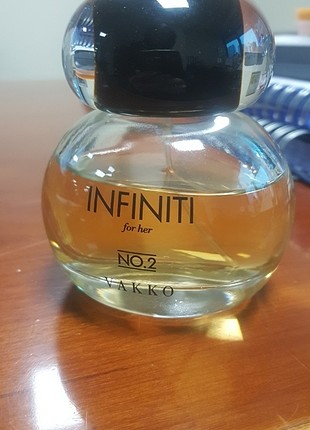 INFINITI
for her
NO.2
VAKKO